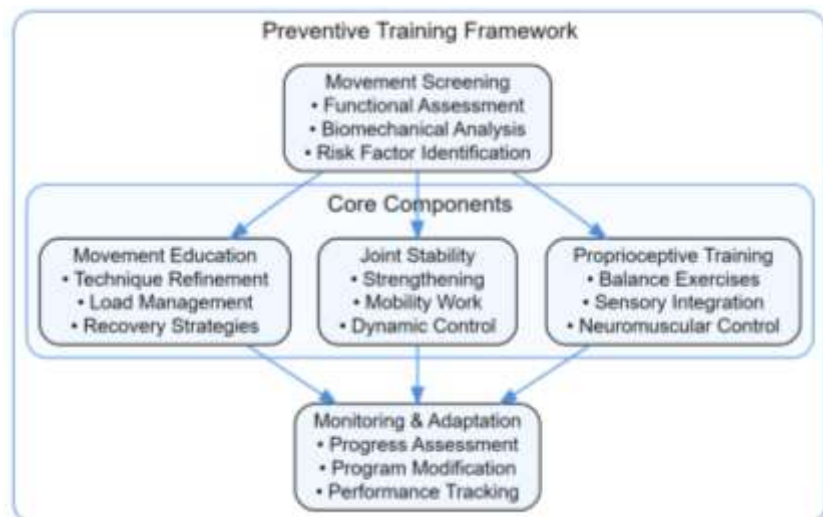 Preventive Training Framework
Movement Screening
• Functional Assessment
• Biomechanical Analysis
• Risk Factor Identification
Core Components
Movement Education
• Technique Refinement
• Load Management
• Recovery Strategies
Joint Stability
• Strengthening
• Mobility Work
• Dynamic Control
Proprioceptive Training
• Balance Exercises
• Sensory Integration
• Neuromuscular Control
Monitoring & Adaptation
• Progress Assessment
• Program Modification
• Performance Tracking